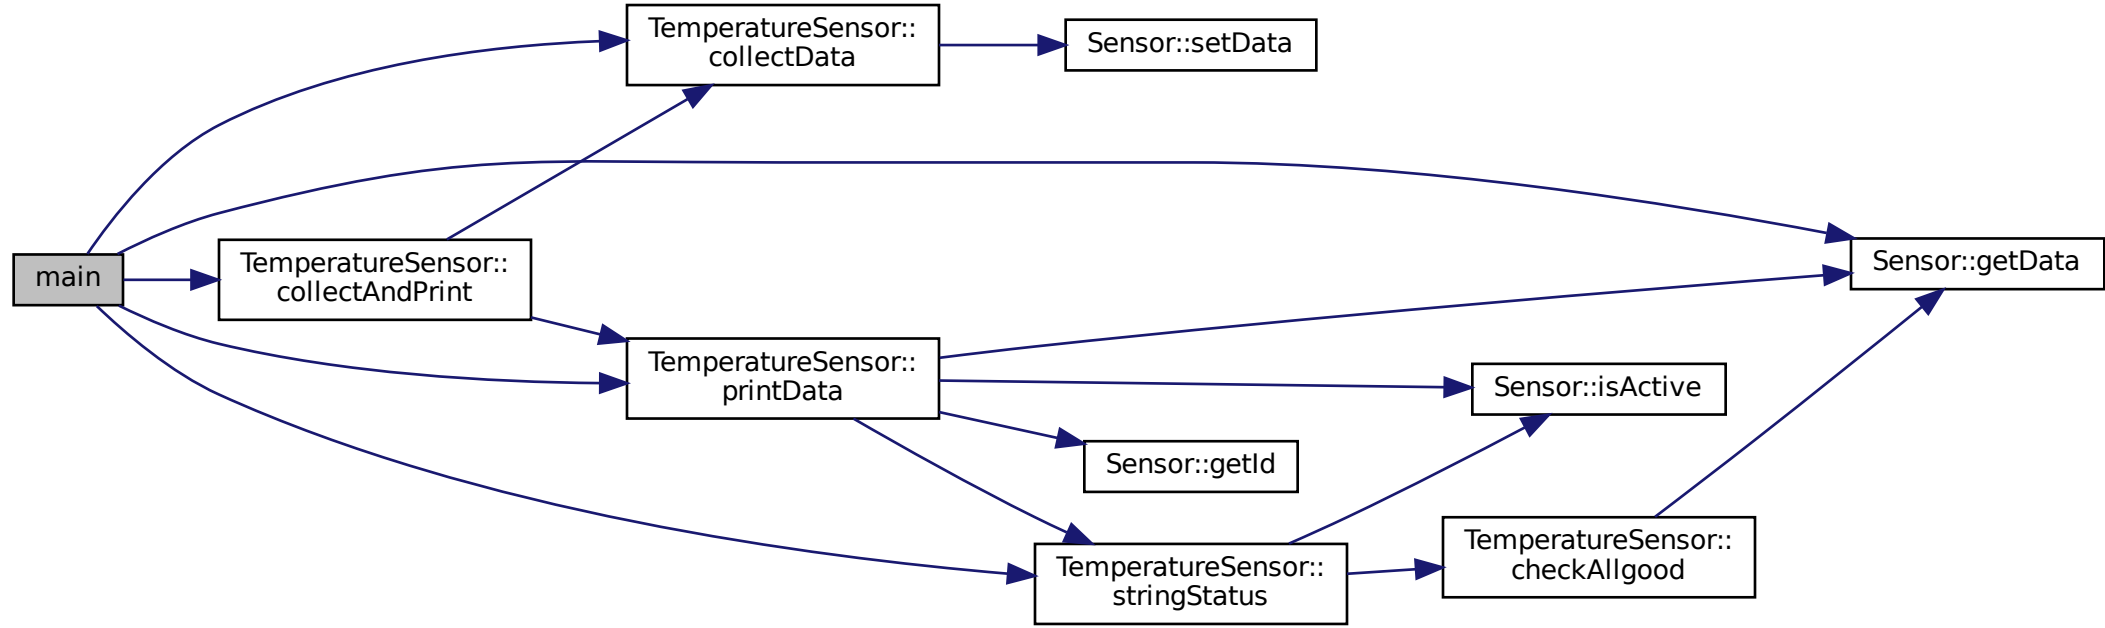 TemperatureSensor::
collectData
Sensor::setData
main
TemperatureSensor::
collectAndPrint
Sensor::getData
TemperatureSensor::
printData
Sensor::isActive
Sensor::getId
TemperatureSensor::
stringStatus
TemperatureSensor::
checkAllgood